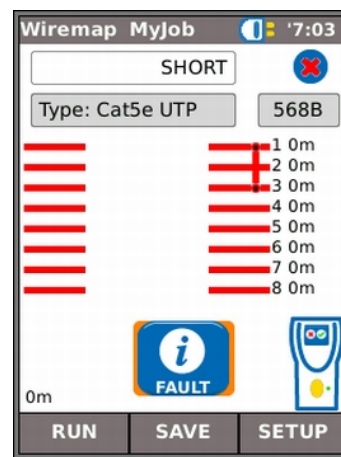 Wiremap MyJob '7:03
SHORT
Type: Cat5e UTP 568B
1 0m
2 0m
3 0m
4 0m
5 0m
6 0m
7 0m
8 0m
i
FAULT
0m
RUN SAVE SETUP